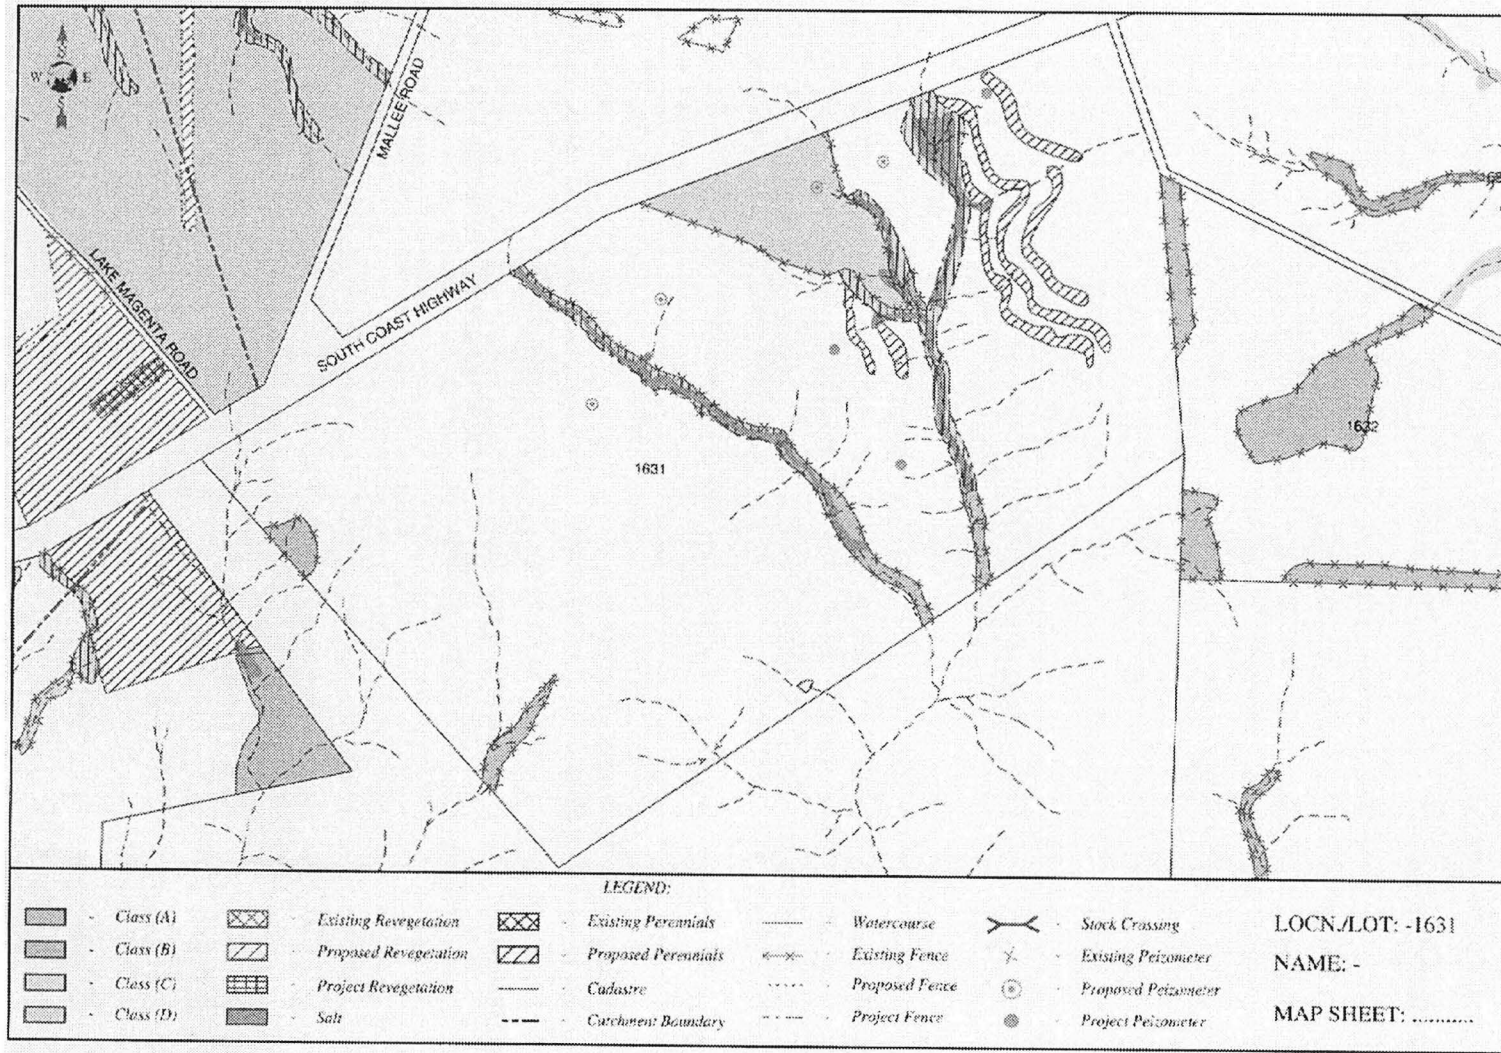 S
W E
S
MALLEE ROAD
LAKE MAGENTA ROAD
SOUTH COAST HIGHWAY
1631
1632
LEGEND:
- Class (A) - Existing Revegetation - Existing Perennials - Watercourse - Stock Crossing
- Class (B) - Proposed Revegetation - Proposed Perennials - Existing Fence - Existing Peizometer
- Class (C) - Project Revegetation - Cadastre - Proposed Fence - Proposed Peizometer
- Class (D) - Salt - Catchment Boundary - Project Fence - Project Peizometer
LOCN./LOT: -1631
NAME: -
MAP SHEET: ..........